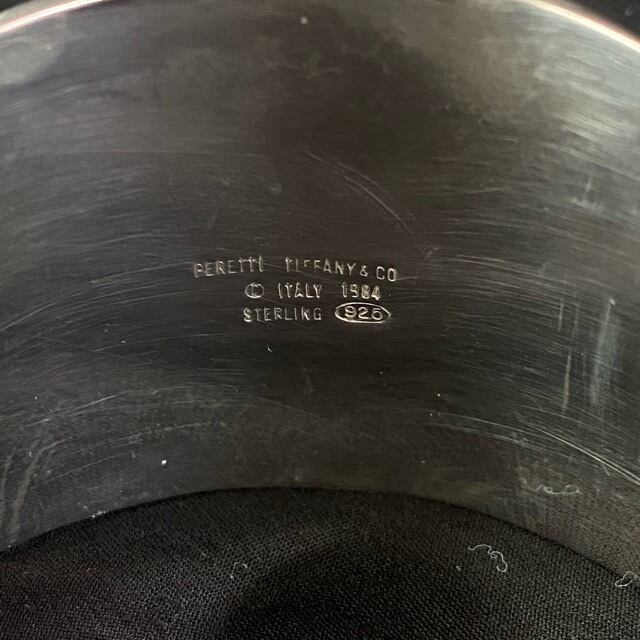 PERETTI TIFFANY & CO
© ITALY 1984
STERLING 925